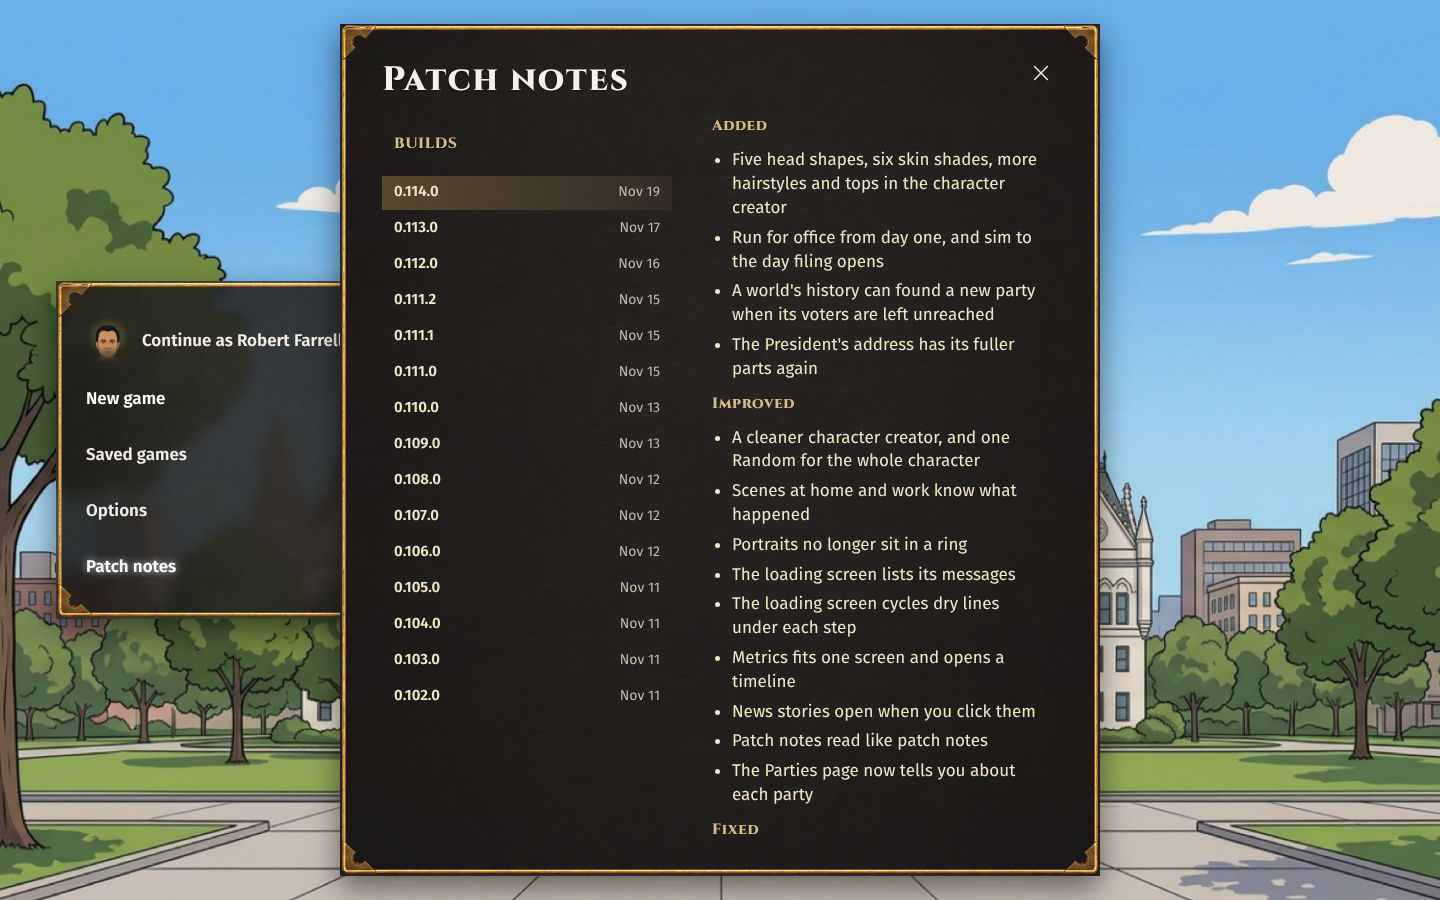 Patch notes
Builds
0.114.0 Nov 19
0.113.0 Nov 17
0.112.0 Nov 16
0.111.2 Nov 15
0.111.1 Nov 15
0.111.0 Nov 15
0.110.0 Nov 13
0.109.0 Nov 13
0.108.0 Nov 12
0.107.0 Nov 12
0.106.0 Nov 12
0.105.0 Nov 11
0.104.0 Nov 11
0.103.0 Nov 11
0.102.0 Nov 11
Added
• Five head shapes, six skin shades, more
hairstyles and tops in the character
creator
• Run for office from day one, and sim to
the day filing opens
• A world's history can found a new party
when its voters are left unreached
• The President's address has its fuller
parts again
Improved
• A cleaner character creator, and one
Random for the whole character
• Scenes at home and work know what
happened
• Portraits no longer sit in a ring
• The loading screen lists its messages
• The loading screen cycles dry lines
under each step
• Metrics fits one screen and opens a
timeline
• News stories open when you click them
• Patch notes read like patch notes
• The Parties page now tells you about
each party
Fixed
Continue as Robert Farrell
New game
Saved games
Options
Patch notes